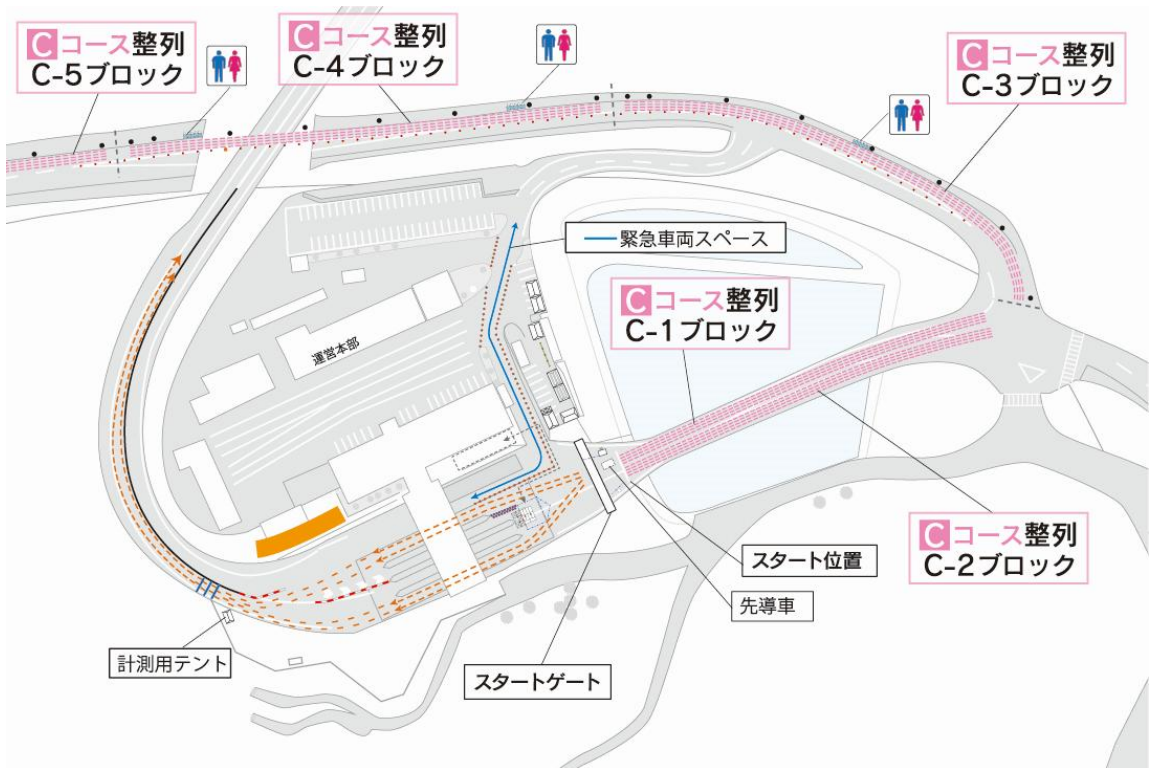 Cコース整列
C-5ブロック
Cコース整列
C-4ブロック
Cコース整列
C-3ブロック
緊急車両スペース
Cコース整列
C-1ブロック
運営本部
Cコース整列
C-2ブロック
スタート位置
先導車
計測用テント
スタートゲート